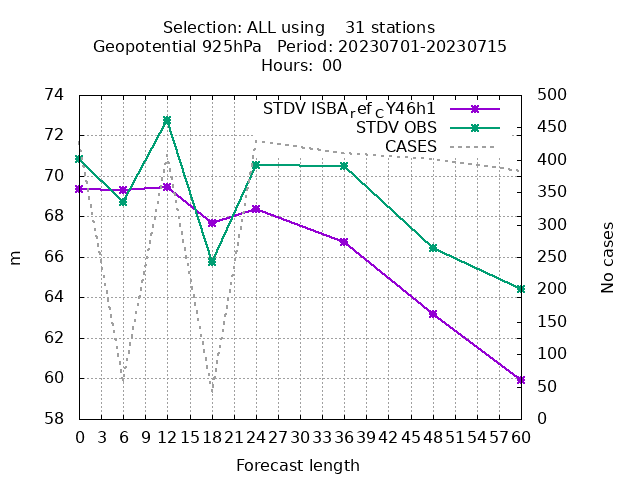 Selection: ALL using    31 stations
Geopotential 925hPa   Period: 20230701-20230715
Hours: 00
STDV ISBA_ref_CY46h1
STDV OBS
CASES
74
72
70
68
66
64
62
60
58
m
500
450
400
350
300
250
200
150
100
50
0
No cases
0 3 6 9 12 15 18 21 24 27 30 33 36 39 42 45 48 51 54 57 60
Forecast length